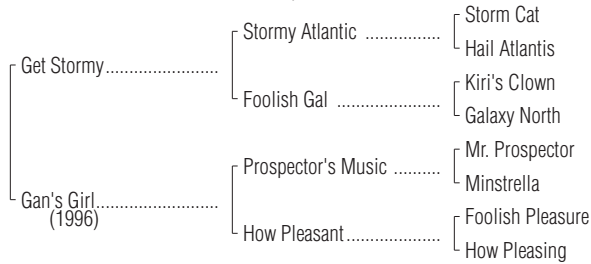 Storm Cat
Stormy Atlantic ..................
Hail Atlantis
Get Stormy...........................
Kiri's Clown
Foolish Gal .........................
Galaxy North
Mr. Prospector
Prospector's Music ...........
Minstrella
Gan's Girl.............................
(1996)
Foolish Pleasure
How Pleasant......................
How Pleasing